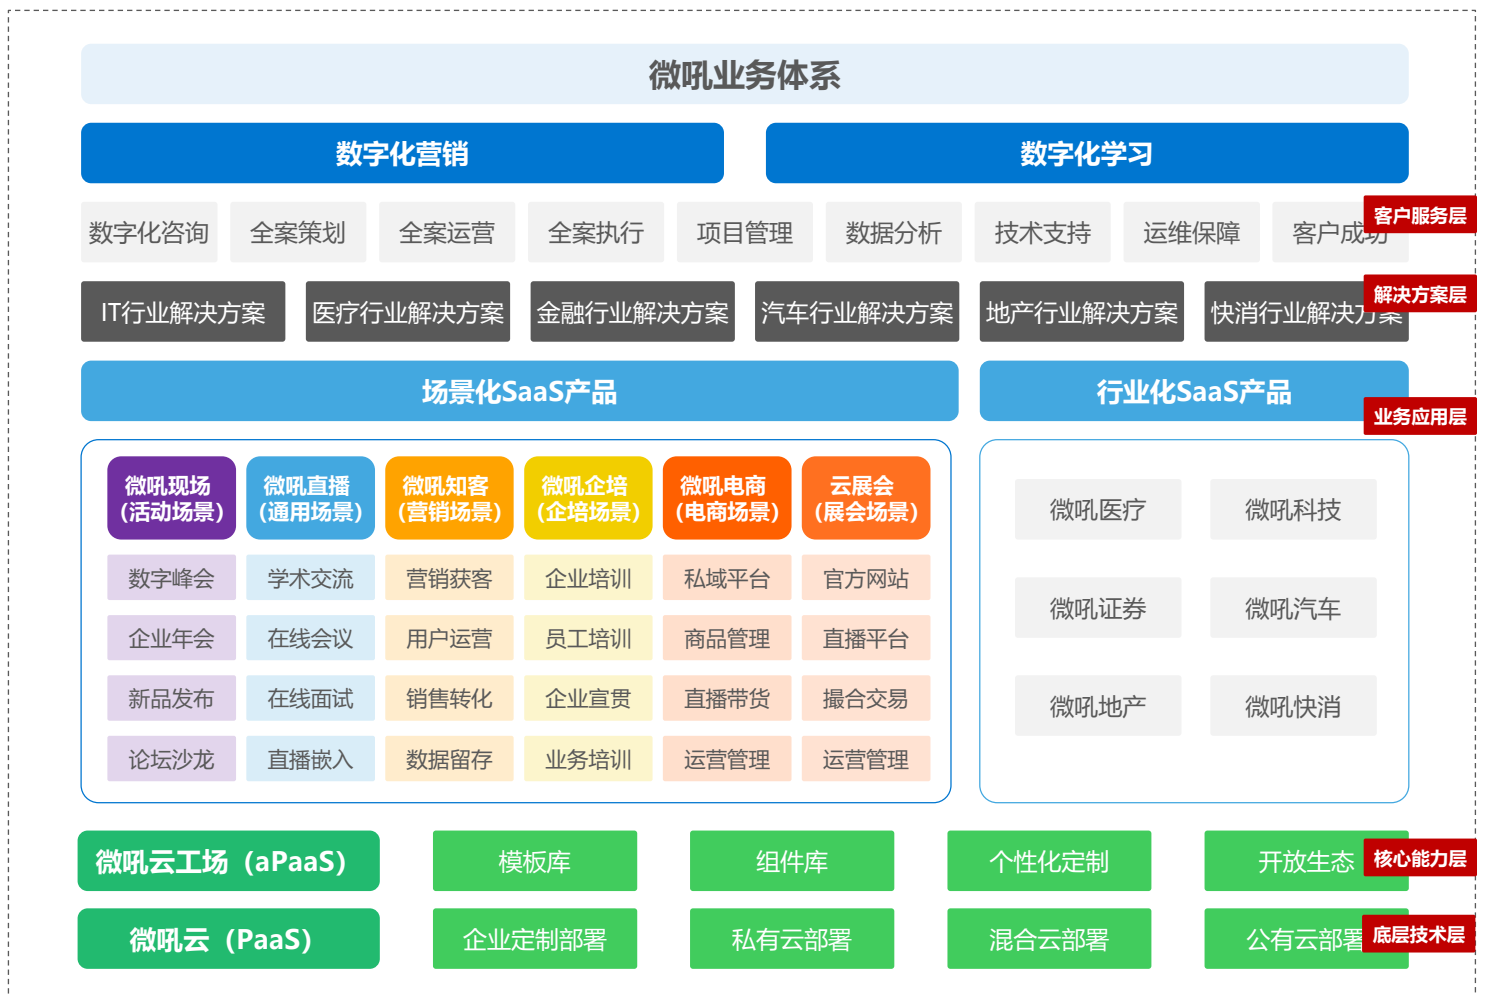 微吼业务体系
数字化营销
数字化学习
数字化咨询
全案策划
全案运营
全案执行
项目管理
数据分析
技术支持
运维保障
客户成功
客户服务层
IT行业解决方案
医疗行业解决方案
金融行业解决方案
汽车行业解决方案
地产行业解决方案
快消行业解决方案
解决方案层
场景化SaaS产品
行业化SaaS产品
业务应用层
微吼现场
（活动场景）
微吼直播
（通用场景）
微吼知客
（营销场景）
微吼企培
（企培场景）
微吼电商
（电商场景）
云展会
（展会场景）
数字峰会
学术交流
营销获客
企业培训
私域平台
官方网站
企业年会
在线会议
用户运营
员工培训
商品管理
直播平台
新品发布
在线面试
销售转化
企业宣贯
直播带货
撮合交易
论坛沙龙
直播嵌入
数据留存
业务培训
运营管理
运营管理
微吼医疗
微吼科技
微吼证券
微吼汽车
微吼地产
微吼快消
微吼云工场（aPaaS）
模板库
组件库
个性化定制
开放生态
核心能力层
微吼云（PaaS）
企业定制部署
私有云部署
混合云部署
公有云部署
底层技术层